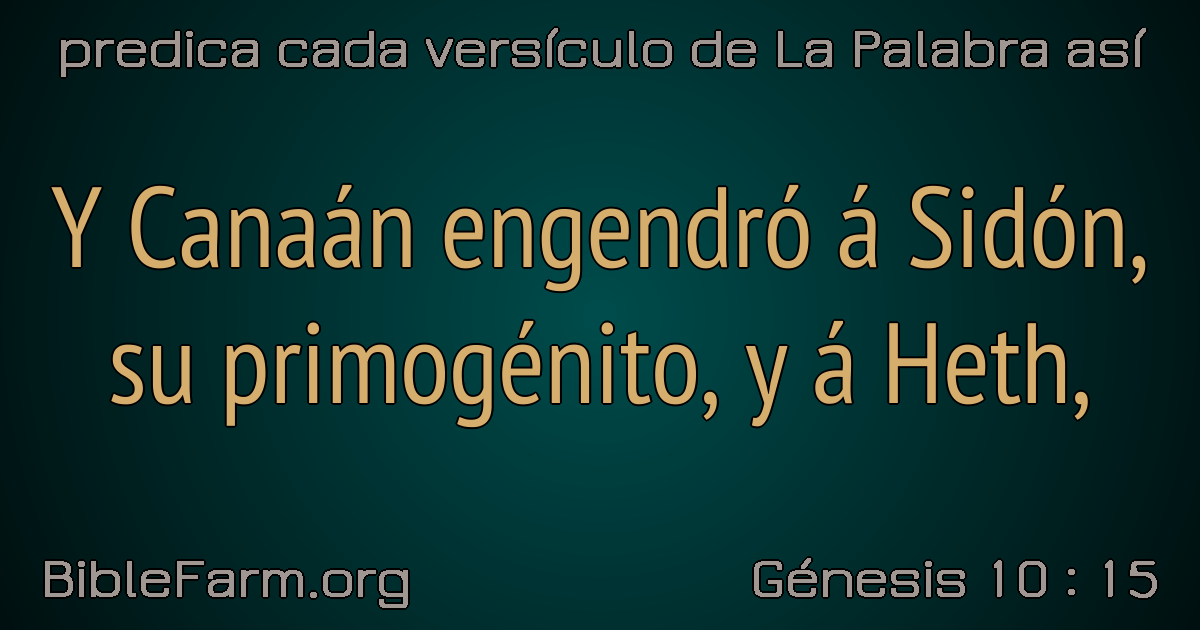 predica cada versículo de La Palabra así
Y Canaán engendró á Sidón,
su primogénito, y á Heth,
BibleFarm.org
Génesis 10 : 15